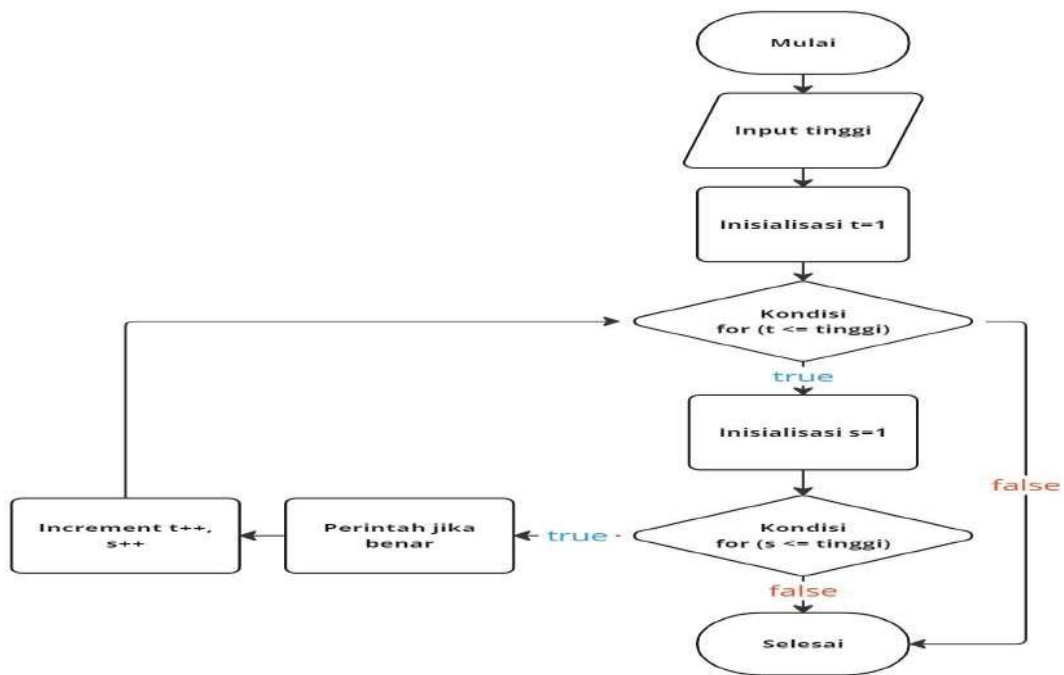 Mulai
Input tinggi
Inisialisasi t=1
Kondisi
for (t <= tinggi)
true
Inisialisasi s=1
false
Increment t++,
s++
Perintah jika
benar
true
Kondisi
for (s <= tinggi)
false
Selesai